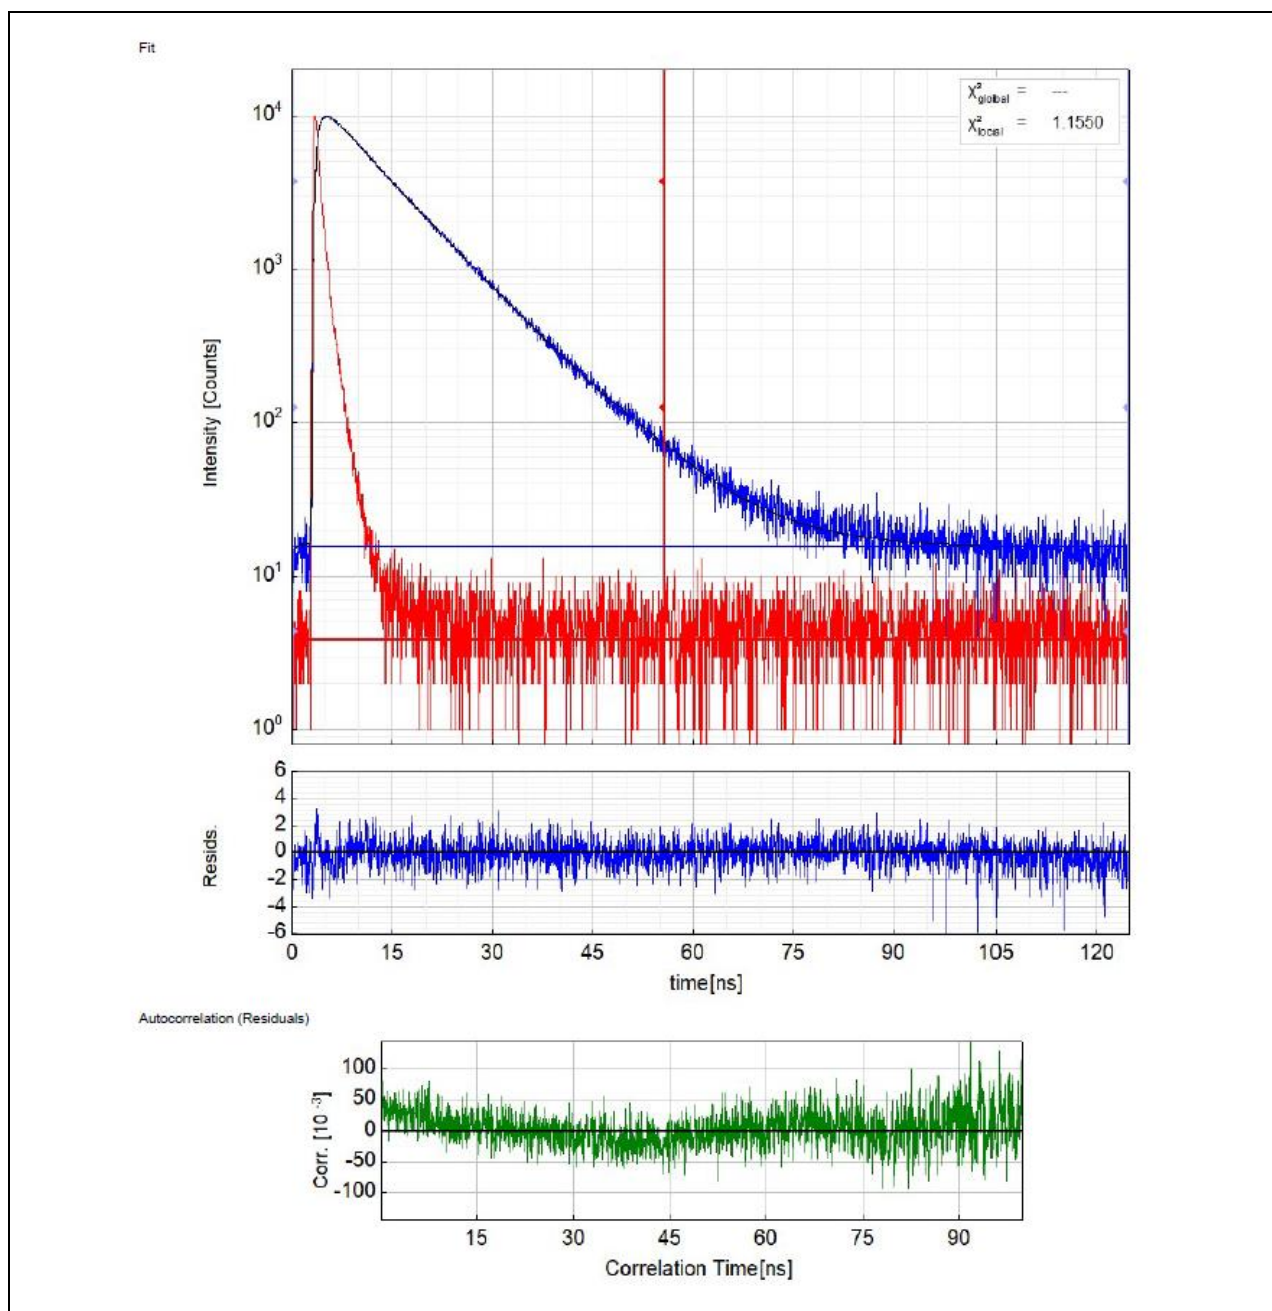 Fit
χ²gloibal = ---
χ²local = 1.1550
10⁴
10³
10²
10¹
10⁰
Intensity [Counts]
6
4
2
0
-2
-4
-6
Resids.
0 15 30 45 60 75 90 105 120
time[ns]
Autocorrelation (Residuals)
100
50
0
-50
-100
Corr. [10⁻³]
15 30 45 60 75 90
Correlation Time[ns]